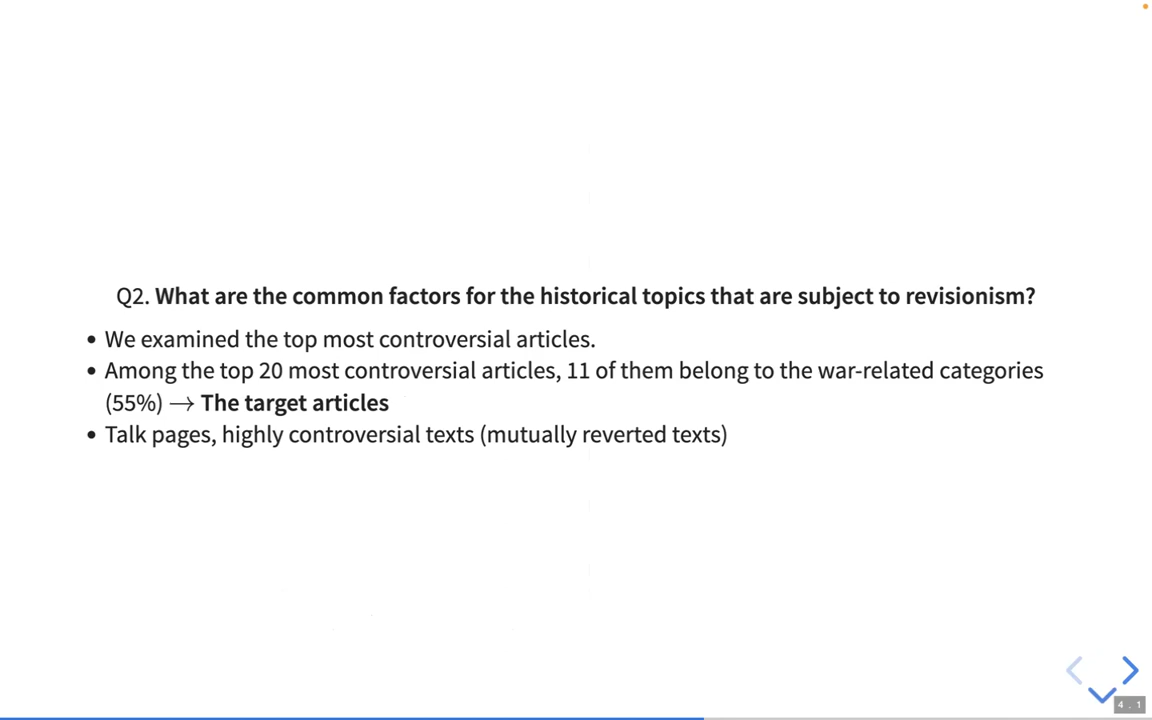 Q2. What are the common factors for the historical topics that are subject to revisionism?
• We examined the top most controversial articles.
• Among the top 20 most controversial articles, 11 of them belong to the war-related categories
(55%) → The target articles
• Talk pages, highly controversial texts (mutually reverted texts)
4 . 1